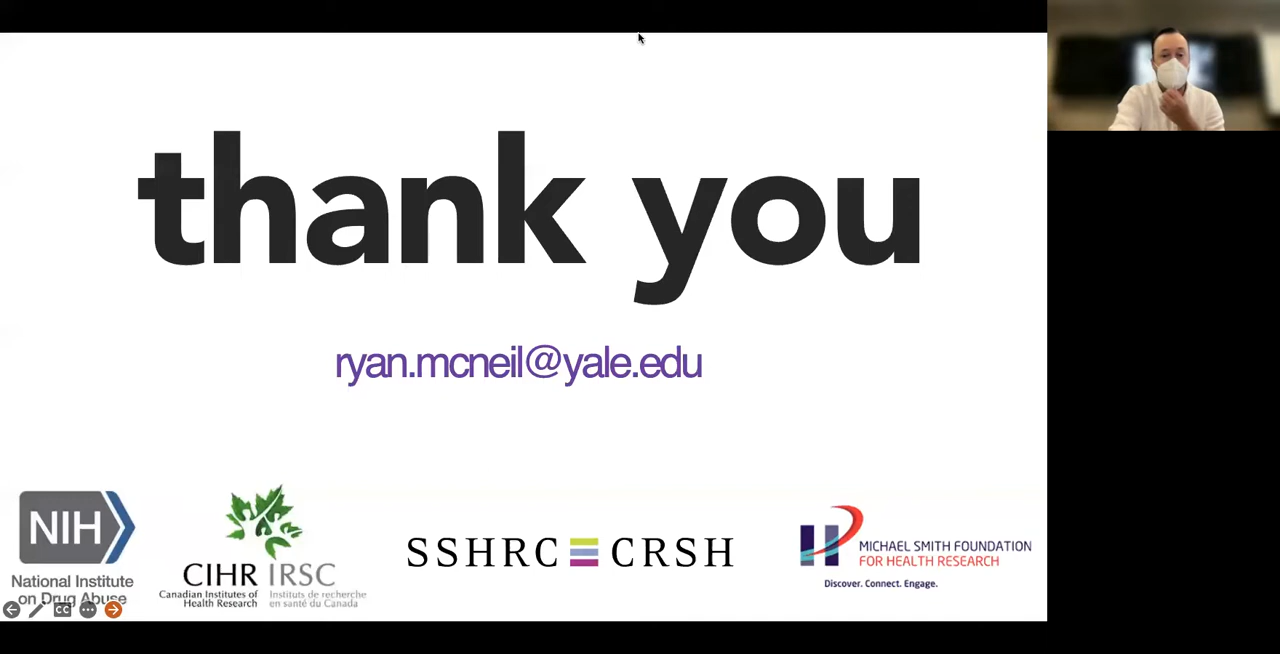 thank you
ryan.mcneil@yale.edu
NIH
National Institute
on Drug Abuse
CIHR IRSC
Canadian Institutes of Health Research
Instituts de recherche en santé du Canada
SSHRC CRSH
MICHAEL SMITH FOUNDATION
FOR HEALTH RESEARCH
Discover. Connect. Engage.
CC